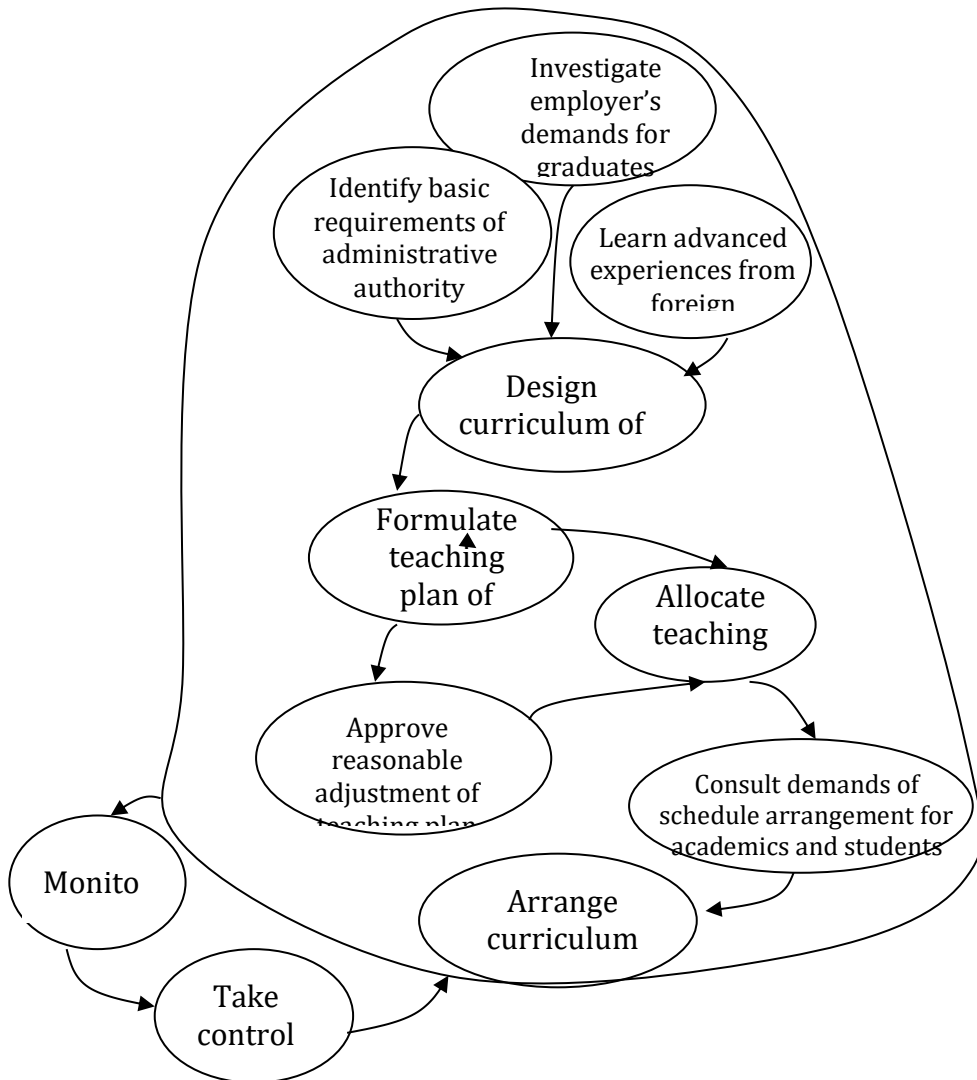 Investigate
employer’s
demands for
graduates
Identify basic
requirements of
administrative
authority
Learn advanced
experiences from
foreign
Design
curriculum of
Formulate
teaching
plan of
Allocate
teaching
Approve
reasonable
adjustment of
teaching plan
Consult demands of
schedule arrangement for
academics and students
Monito
Arrange
curriculum
Take
control